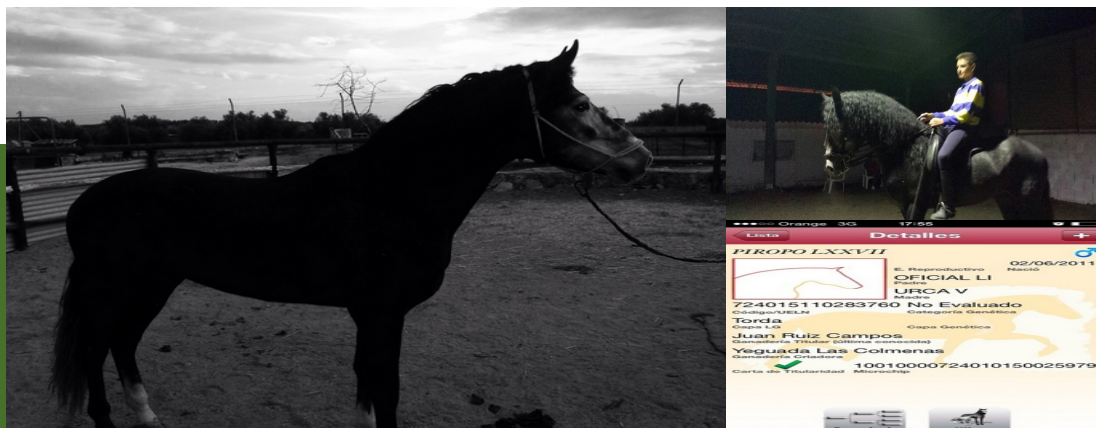 Orange 3G 17:55
Lista Detalles +
PIROPO LXXVII
02/06/2011
E. Reproductivo Nació
OFICIAL LI
Padre
URCA V
Madre
724015110283760 No Evaluado
Código/UELN Categoría Genética
Torda
Capa LG Capa Genética
Juan Ruiz Campos
Ganadería Titular (última conocida)
Yeguada Las Colmenas
Ganadería Criadora
10010000724010150025979
Carta de Titularidad Microchip